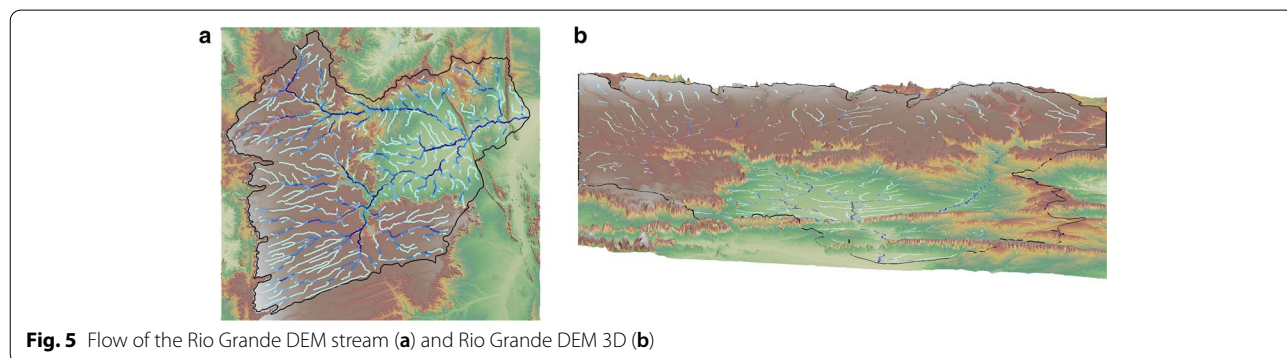 a
b
Fig. 5 Flow of the Rio Grande DEM stream (a) and Rio Grande DEM 3D (b)